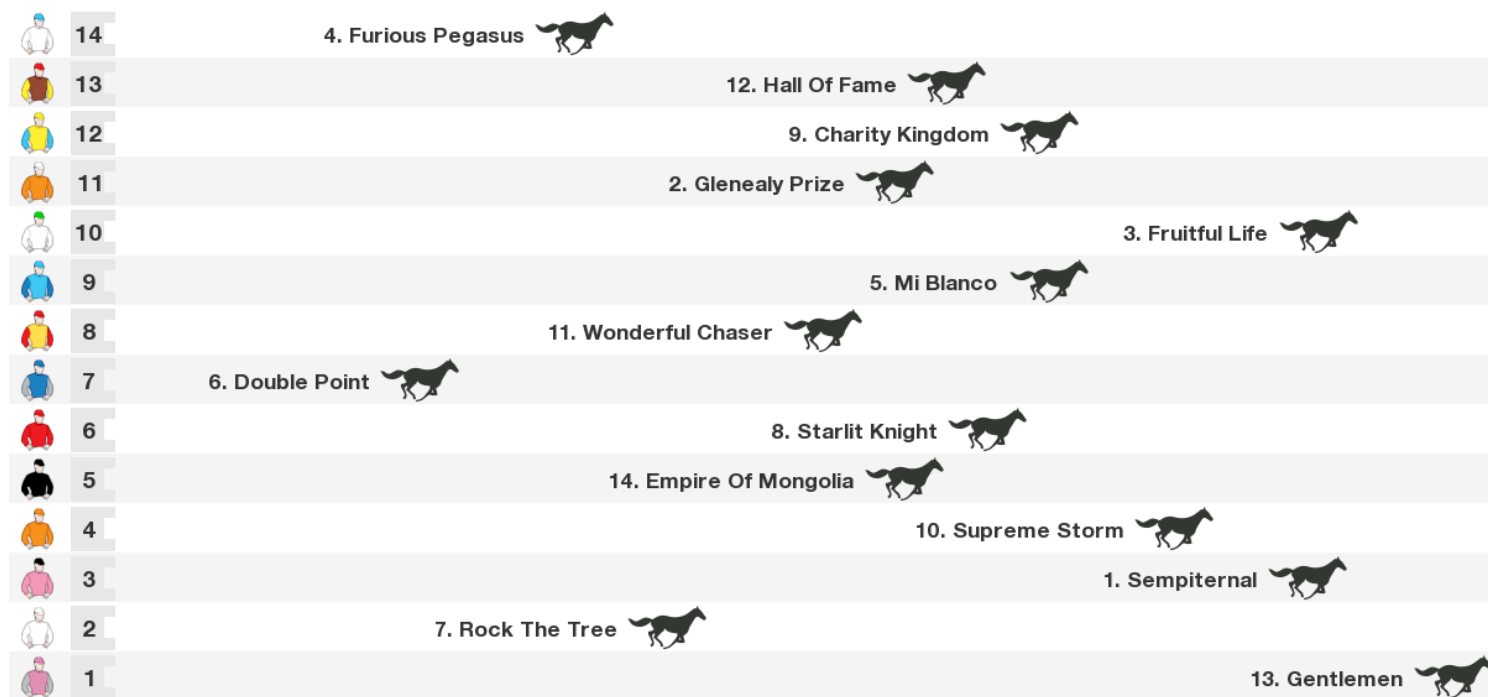 14 4. Furious Pegasus
13 12. Hall Of Fame
12 9. Charity Kingdom
11 2. Glenealy Prize
10 3. Fruitful Life
9 5. Mi Blanco
8 11. Wonderful Chaser
7 6. Double Point
6 8. Starlit Knight
5 14. Empire Of Mongolia
4 10. Supreme Storm
3 1. Sempiternal
2 7. Rock The Tree
1 13. Gentlemen